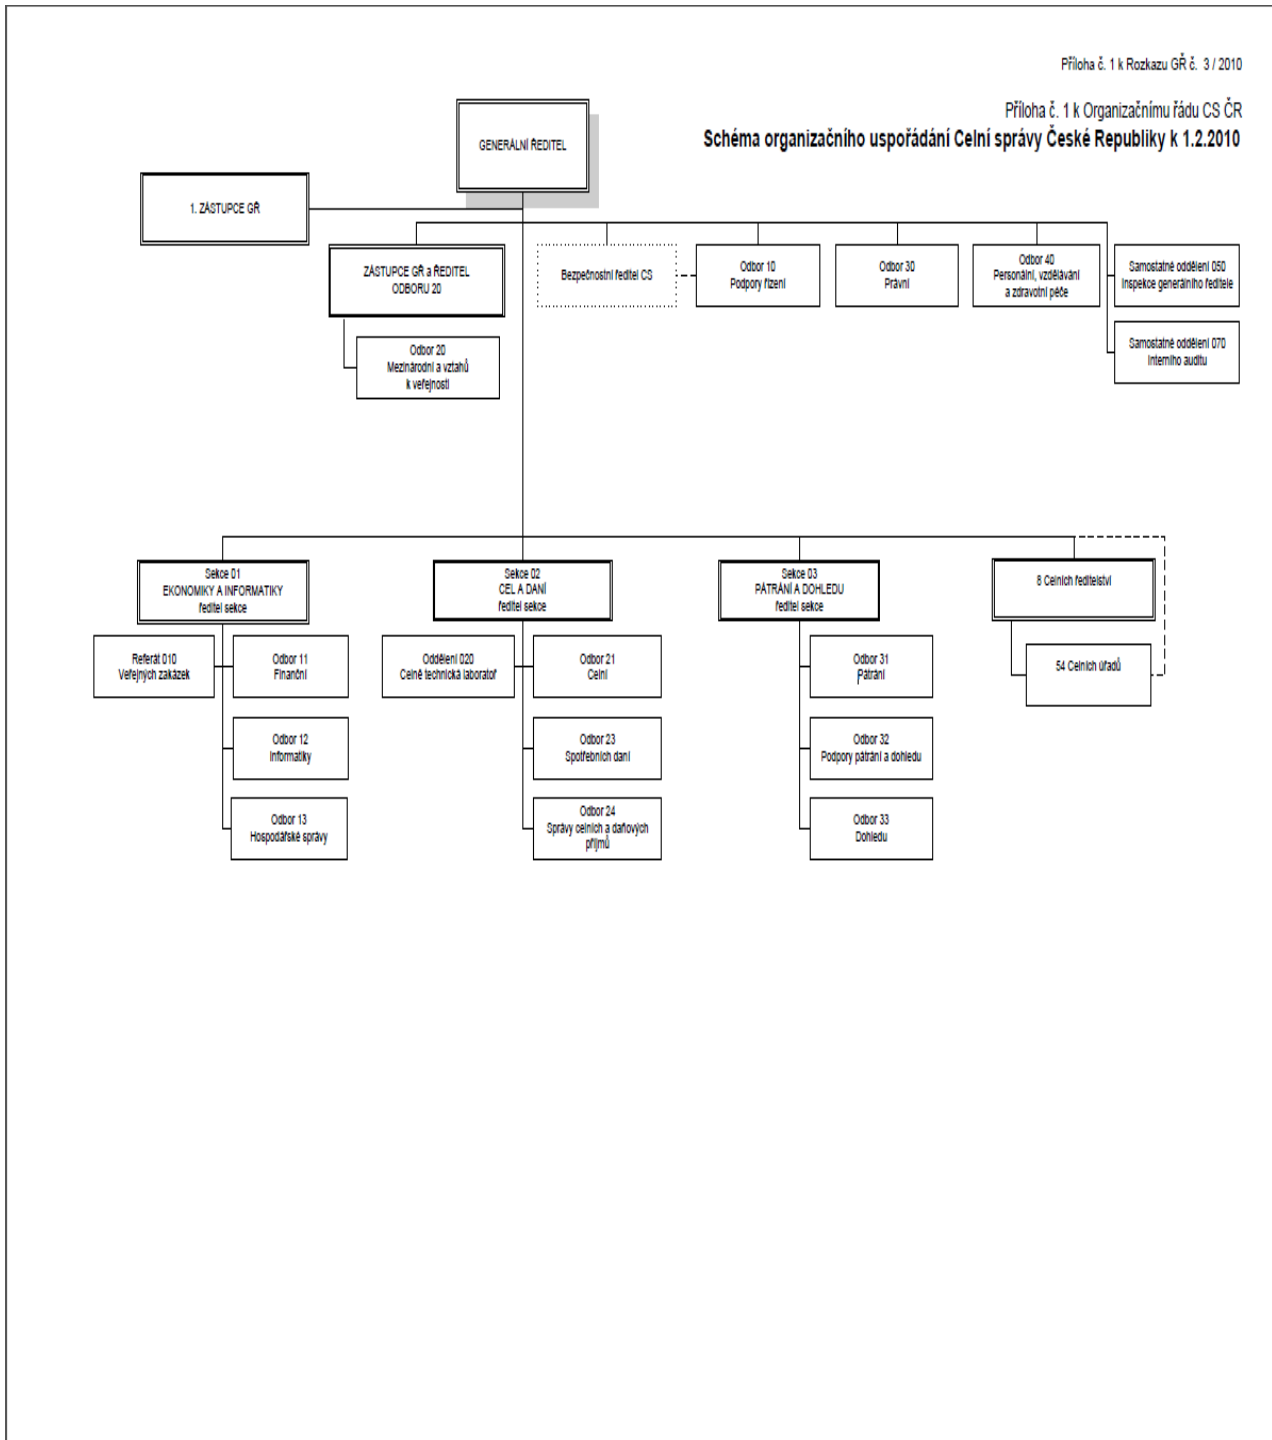 Příloha č. 1 k Rozkazu GŘ č. 3 / 2010
Příloha č. 1 k Organizačnímu řádu CS ČR
Schéma organizačního uspořádání Celní správy České Republiky k 1.2.2010
GENERÁLNÍ ŘEDITEL
1. ZÁSTUPCE GŘ
ZÁSTUPCE GŘ a ŘEDITEL
ODBORU 20
Bezpečnostní ředitel CS
Odbor 10
Podpory řízení
Odbor 30
Právní
Odbor 40
Personální, vzdělávání
a zdravotní péče
Samostatné oddělení 050
Inspekce generálního ředitele
Odbor 20
Mezinárodní a vztahů
k veřejnosti
Samostatné oddělení 070
Interního auditu
Sekce 01
EKONOMIKY A INFORMATIKY
ředitel sekce
Sekce 02
CEL A DANÍ
ředitel sekce
Sekce 03
PÁTRÁNÍ A DOHLEDU
ředitel sekce
8 Celních ředitelství
Referát 010
Veřejných zakázek
Odbor 11
Finanční
Oddělení 020
Celně technická laboratoř
Odbor 21
Celní
Odbor 31
Pátrání
54 Celních úřadů
Odbor 12
Informatiky
Odbor 23
Spotřebních daní
Odbor 32
Podpory pátrání a dohledu
Odbor 13
Hospodářské správy
Odbor 24
Správy celních a daňových
příjmů
Odbor 33
Dohledu